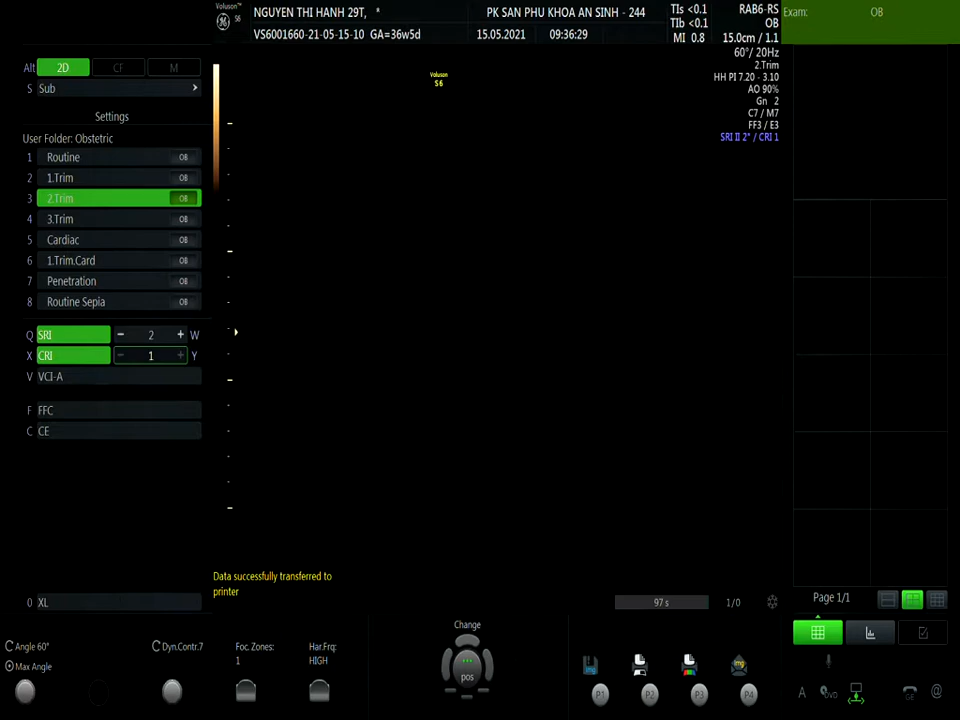 Voluson™
S6
NGUYEN THI HANH 29T, *
PK SAN PHU KHOA AN SINH - 244
VS6001660-21-05-15-10 GA=36w5d
15.05.2021 09:36:29
TIs <0.1
TIb <0.1
MI 0.8
RAB6-RS
OB
15.0cm / 1.1
60°/ 20Hz
2.Trim
HH PI 7.20 - 3.10
AO 90%
Gn 2
C7 / M7
FF3 / E3
SRI II 2" / CRI 1
Exam: OB
Voluson
S6
Alt 2D CF M
S Sub >
Settings
User Folder: Obstetric
1 Routine OB
2 1.Trim OB
3 2.Trim OB
4 3.Trim OB
5 Cardiac OB
6 1.Trim.Card OB
7 Penetration OB
8 Routine Sepia OB
Q SRI - 2 + W
X CRI - 1 + Y
V VCI-A
F FFC
C CE
Data successfully transferred to
printer
0 XL
97 s
1/0
Page 1/1
Angle 60°
Max Angle
Dyn.Contr.7
Foc. Zones:
1
Har.Frq:
HIGH
Change
pos
img
P1 P2 P3 P4
A DVD GE @